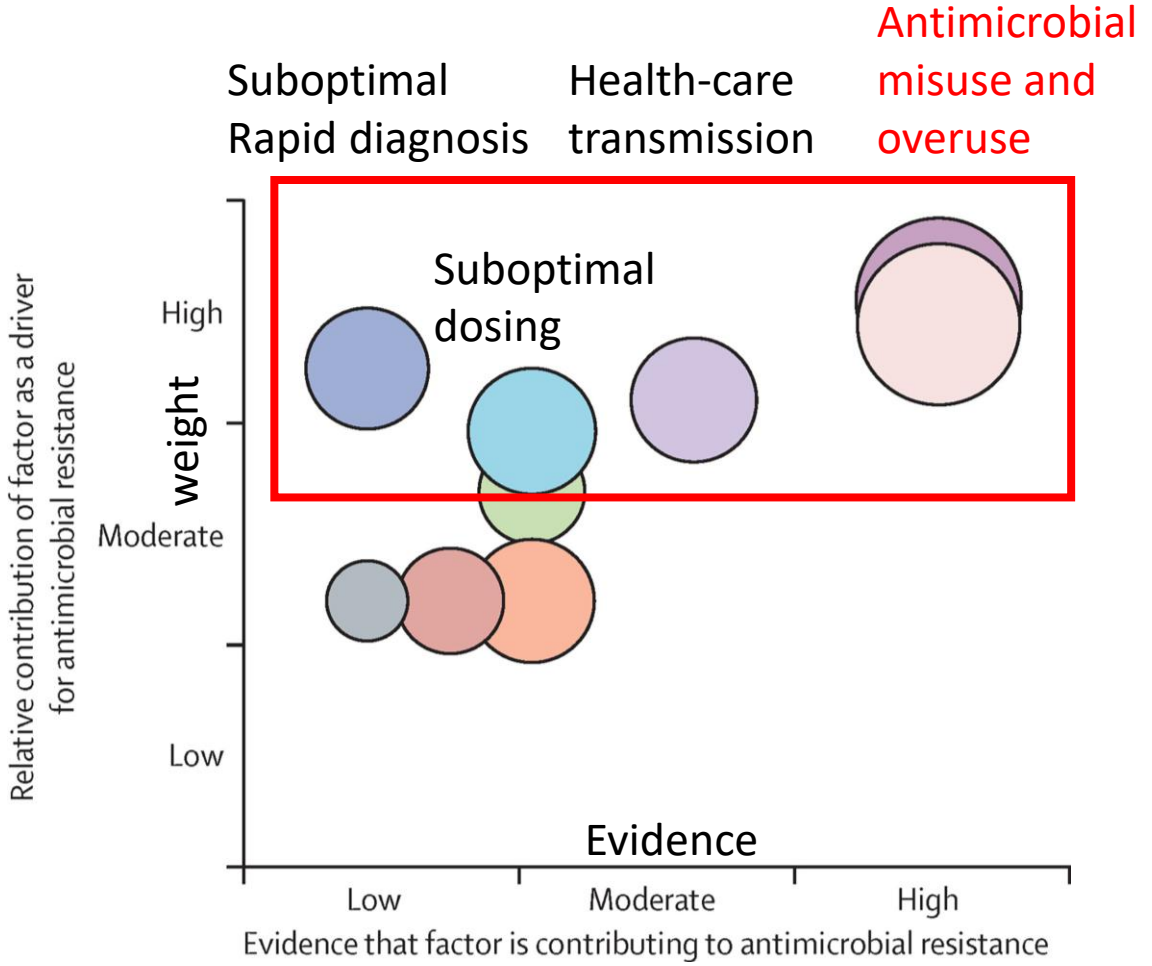 Antimicrobial
misuse and
overuse
Suboptimal
Rapid diagnosis
Health-care
transmission
Suboptimal
dosing
Relative contribution of factor as a driver
for antimicrobial resistance
weight
High
Moderate
Low
Evidence
Low
Moderate
High
Evidence that factor is contributing to antimicrobial resistance